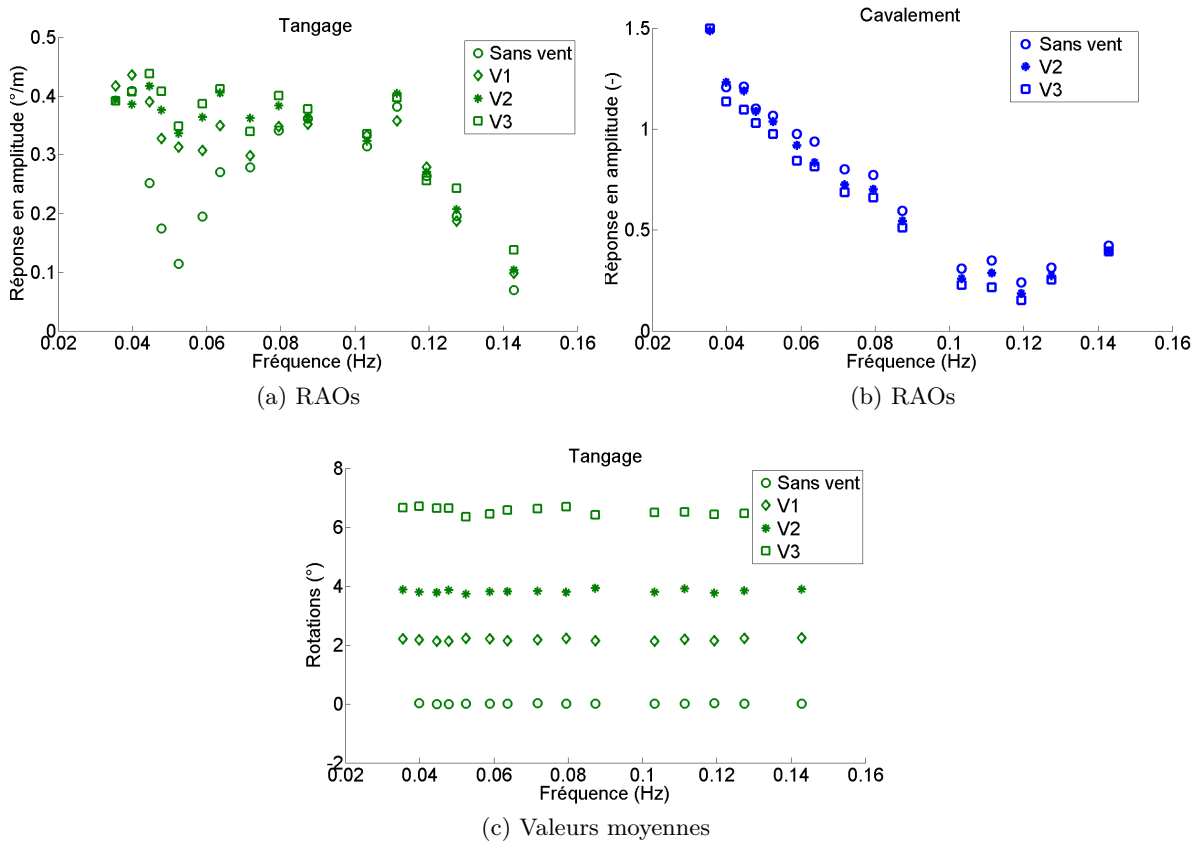 Tangage
0.5
0.4
0.3
0.2
0.1
0
0.02 0.04 0.06 0.08 0.1 0.12 0.14 0.16
Réponse en amplitude (°/m)
Fréquence (Hz)
Sans vent
V1
V2
V3
(a) RAOs
Cavalement
1.5
1
0.5
0
0.02 0.04 0.06 0.08 0.1 0.12 0.14 0.16
Réponse en amplitude (-)
Fréquence (Hz)
Sans vent
V2
V3
(b) RAOs
Tangage
8
6
4
2
0
-2
0.02 0.04 0.06 0.08 0.1 0.12 0.14 0.16
Rotations (°)
Fréquence (Hz)
Sans vent
V1
V2
V3
(c) Valeurs moyennes